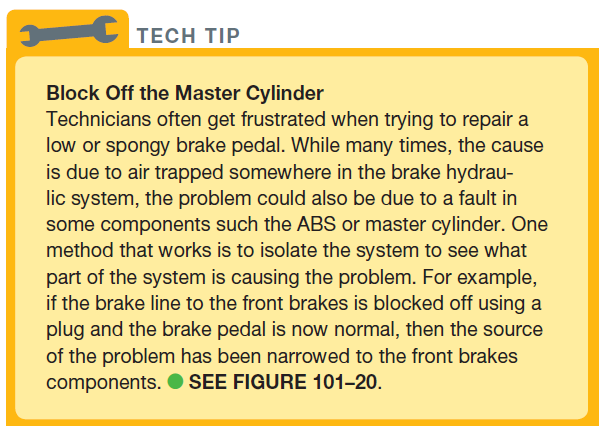 TECH TIP
Block Off the Master Cylinder
Technicians often get frustrated when trying to repair a
low or spongy brake pedal. While many times, the cause
is due to air trapped somewhere in the brake hydrau-
lic system, the problem could also be due to a fault in
some components such the ABS or master cylinder. One
method that works is to isolate the system to see what
part of the system is causing the problem. For example,
if the brake line to the front brakes is blocked off using a
plug and the brake pedal is now normal, then the source
of the problem has been narrowed to the front brakes
components. ● SEE FIGURE 101–20.